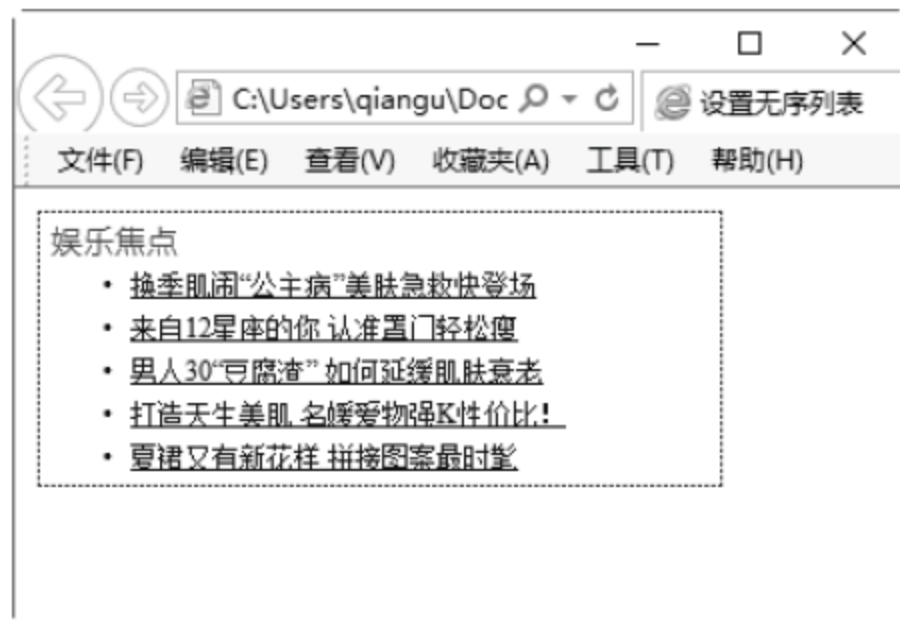 C:\Users\qiangu\Doc
设置无序列表
文件(F) 编辑(E) 查看(V) 收藏夹(A) 工具(T) 帮助(H)
娱乐焦点
• 换季肌闹“公主病”美肤急救快登场
• 来自12星座的你 认准罩门轻松瘦
• 男人30“豆腐渣” 如何延缓肌肤衰老
• 打造天生美肌 名媛爱物强K性价比！
• 夏裙又有新花样 拼接图案最时髦